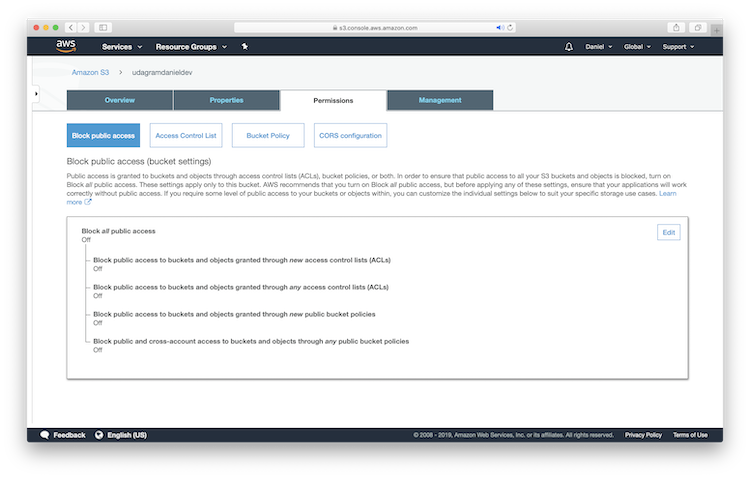 s3.console.aws.amazon.com
aws Services Resource Groups Daniel Global Support
Amazon S3 > udagramdanieldev
Overview Properties Permissions Management
Block public access Access Control List Bucket Policy CORS configuration
Block public access (bucket settings)
Public access is granted to buckets and objects through access control lists (ACLs), bucket policies, or both. In order to ensure that public access to all your S3 buckets and objects is blocked, turn on
Block all public access. These settings apply only to this bucket. AWS recommends that you turn on Block all public access, but before applying any of these settings, ensure that your applications will work
correctly without public access. If you require some level of public access to your buckets or objects within, you can customize the individual settings below to suit your specific storage use cases. Learn
more
Block all public access
Off
Edit
Block public access to buckets and objects granted through new access control lists (ACLs)
Off
Block public access to buckets and objects granted through any access control lists (ACLs)
Off
Block public access to buckets and objects granted through new public bucket policies
Off
Block public and cross-account access to buckets and objects through any public bucket policies
Off
Feedback English (US) © 2008 - 2019, Amazon Web Services, Inc. or its affiliates. All rights reserved. Privacy Policy Terms of Use